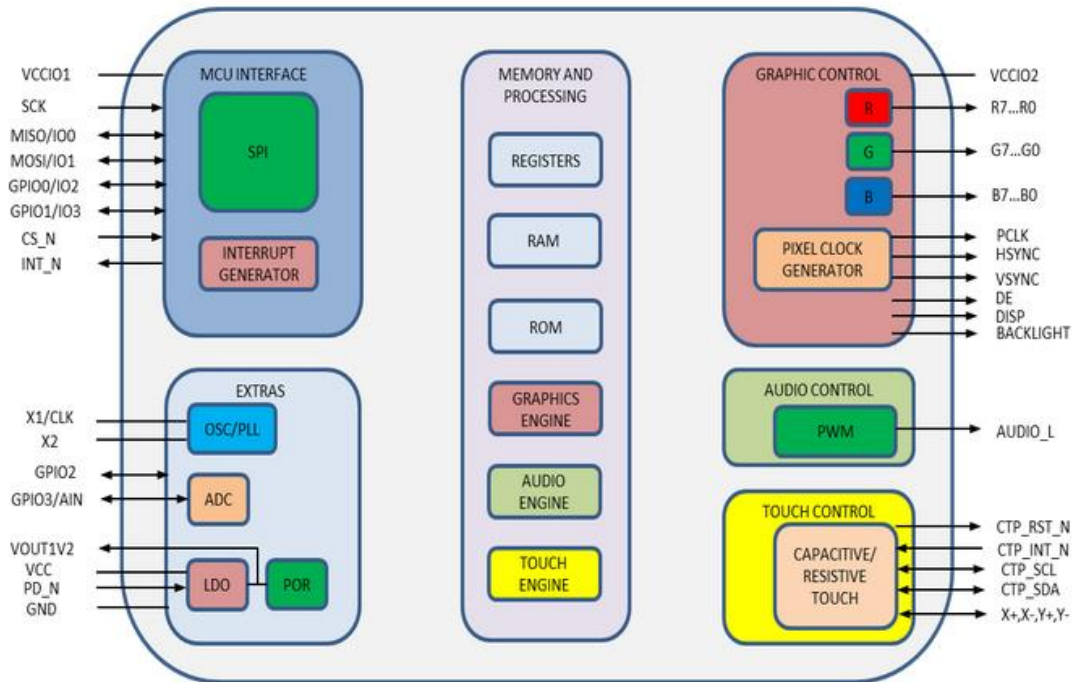 VCCIO1
SCK
MISO/IO0
MOSI/IO1
GPIO0/IO2
GPIO1/IO3
CS_N
INT_N
MCU INTERFACE
SPI
INTERRUPT
GENERATOR
X1/CLK
X2
GPIO2
GPIO3/AIN
VOUT1V2
VCC
PD_N
GND
EXTRAS
OSC/PLL
ADC
LDO
POR
MEMORY AND
PROCESSING
REGISTERS
RAM
ROM
GRAPHICS
ENGINE
AUDIO
ENGINE
TOUCH
ENGINE
GRAPHIC CONTROL
R
G
B
PIXEL CLOCK
GENERATOR
VCCIO2
R7...R0
G7...G0
B7...B0
PCLK
HSYNC
VSYNC
DE
DISP
BACKLIGHT
AUDIO CONTROL
PWM
AUDIO_L
TOUCH CONTROL
CAPACITIVE/
RESISTIVE
TOUCH
CTP_RST_N
CTP_INT_N
CTP_SCL
CTP_SDA
X+,X-,Y+,Y-